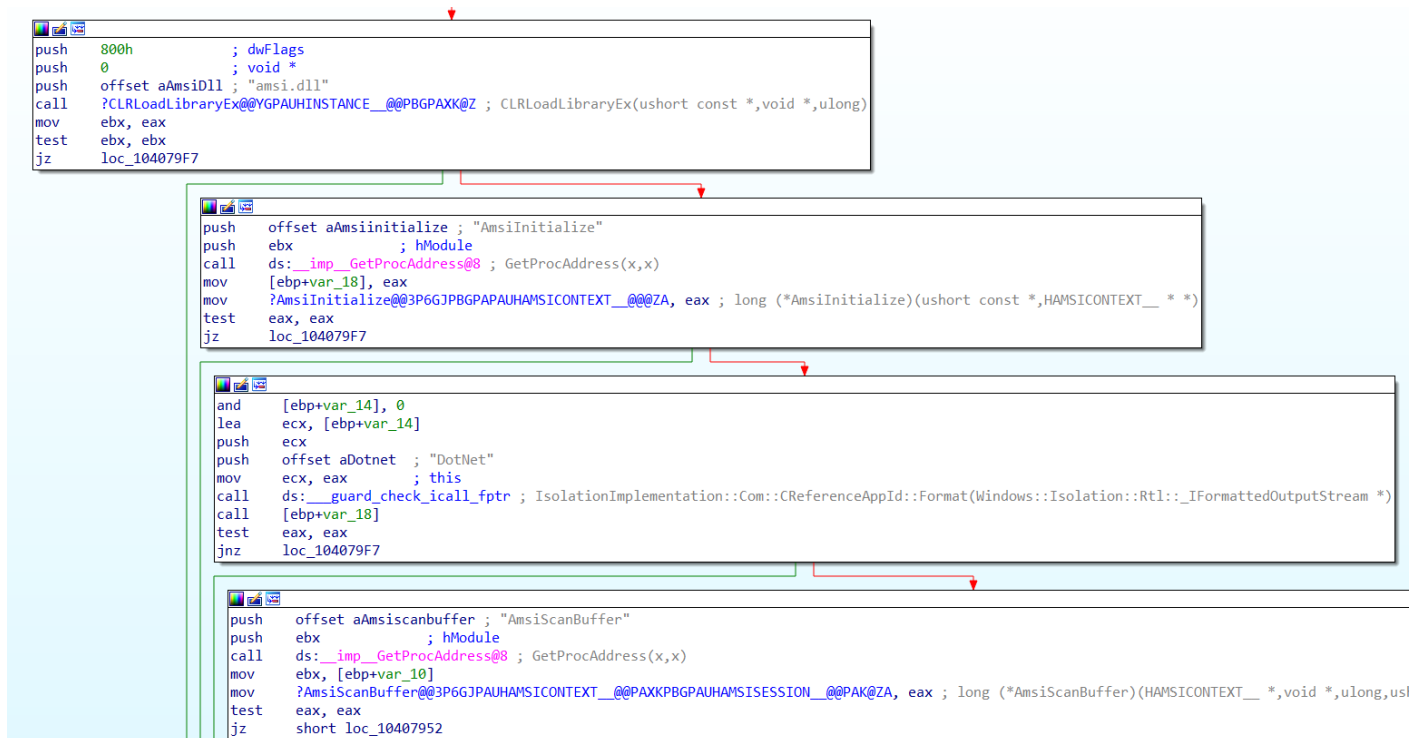 push 800h ; dwFlags
push 0 ; void *
push offset aAmsiDll ; "amsi.dll"
call ?CLRLoadLibraryEx@@YGPAUHINSTANCE__@@PBGPAXK@Z ; CLRLoadLibraryEx(ushort const *,void *,ulong)
mov ebx, eax
test ebx, ebx
jz loc_104079F7
push offset aAmsiinitialize ; "AmsiInitialize"
push ebx ; hModule
call ds:__imp__GetProcAddress@8 ; GetProcAddress(x,x)
mov [ebp+var_18], eax
mov ?AmsiInitialize@@3P6GJPBGPAPAUHAMSICONTEXT__@@@ZA, eax ; long (*AmsiInitialize)(ushort const *,HAMSICONTEXT__ * *)
test eax, eax
jz loc_104079F7
and [ebp+var_14], 0
lea ecx, [ebp+var_14]
push ecx
push offset aDotnet ; "DotNet"
mov ecx, eax ; this
call ds:___guard_check_icall_fptr ; IsolationImplementation::Com::CReferenceAppId::Format(Windows::Isolation::Rtl::_IFormattedOutputStream *)
call [ebp+var_18]
test eax, eax
jnz loc_104079F7
push offset aAmsiscanbuffer ; "AmsiScanBuffer"
push ebx ; hModule
call ds:__imp__GetProcAddress@8 ; GetProcAddress(x,x)
mov ebx, [ebp+var_10]
mov ?AmsiScanBuffer@@3P6GJPAUHAMSICONTEXT__@@PAXKPBGPAUHAMSISESSION__@@PAK@ZA, eax ; long (*AmsiScanBuffer)(HAMSICONTEXT__ *,void *,ulong,ush
test eax, eax
jz short loc_10407952